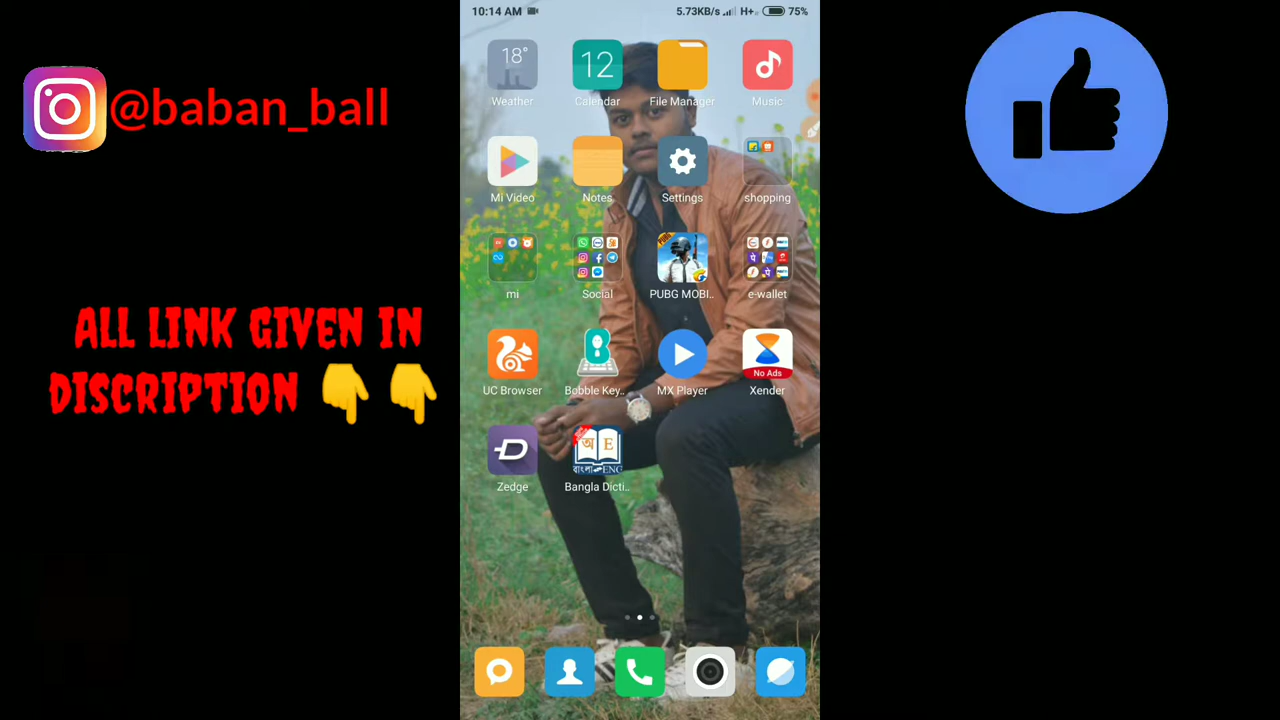 10:14 AM
5.73KB/s H+ 75%
@baban_ball
ALL LINK GIVEN IN
DISCRIPTION 👇👇
18°
12
Weather
Calendar
File Manager
Music
Mi Video
Notes
Settings
shopping
mi
Social
PUBG MOBI..
e-wallet
No Ads
UC Browser
Bobble Key..
MX Player
Xender
অ E
বাংলা ENG
Zedge
Bangla Dicti..